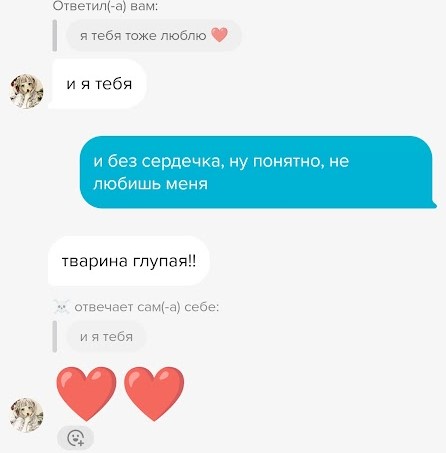 Ответил(-а) вам:
я тебя тоже люблю ❤️
и я тебя
и без сердечка, ну понятно, не
любишь меня
тварина глупая!!
☠️ отвечает сам(-а) себе:
и я тебя
❤️❤️